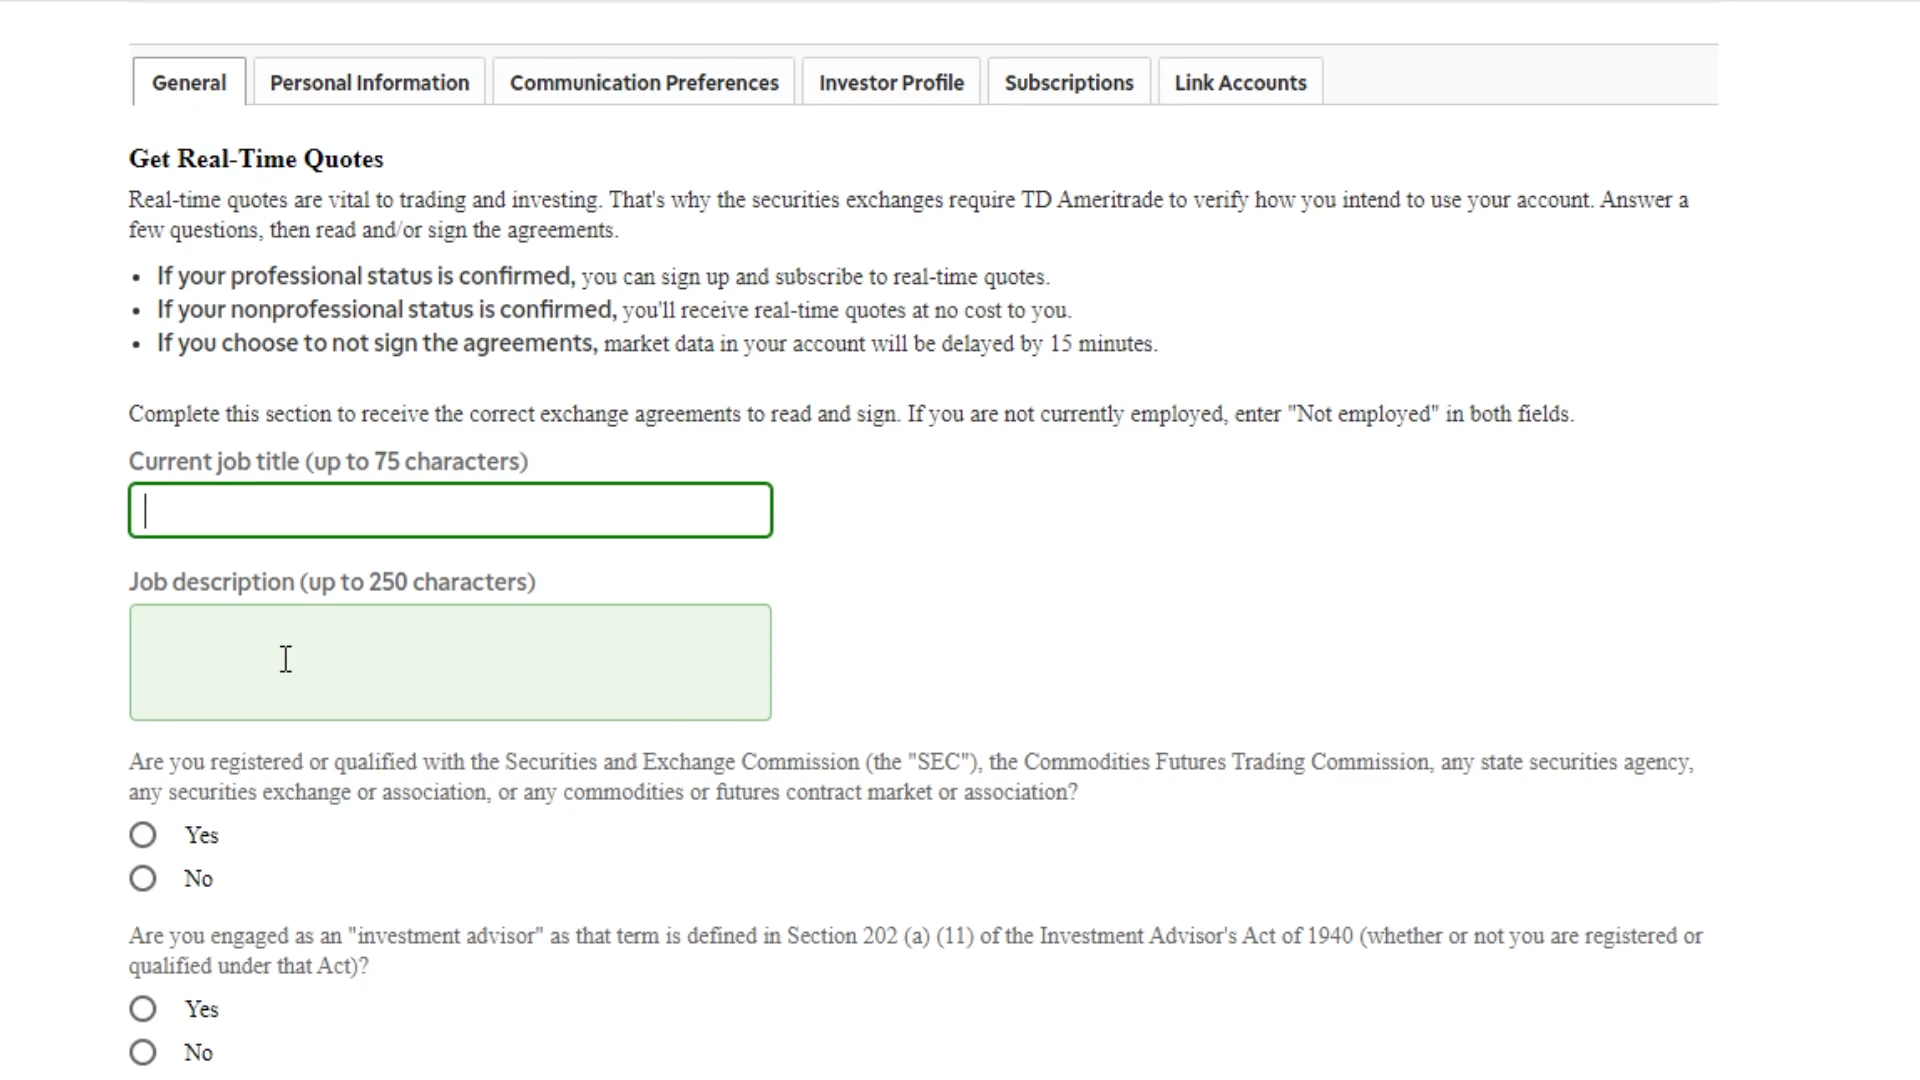 General Personal Information Communication Preferences Investor Profile Subscriptions Link Accounts
Get Real-Time Quotes
Real-time quotes are vital to trading and investing. That's why the securities exchanges require TD Ameritrade to verify how you intend to use your account. Answer a
few questions, then read and/or sign the agreements.
• If your professional status is confirmed, you can sign up and subscribe to real-time quotes.
• If your nonprofessional status is confirmed, you'll receive real-time quotes at no cost to you.
• If you choose to not sign the agreements, market data in your account will be delayed by 15 minutes.
Complete this section to receive the correct exchange agreements to read and sign. If you are not currently employed, enter "Not employed" in both fields.
Current job title (up to 75 characters)
Job description (up to 250 characters)
Are you registered or qualified with the Securities and Exchange Commission (the "SEC"), the Commodities Futures Trading Commission, any state securities agency,
any securities exchange or association, or any commodities or futures contract market or association?
Yes
No
Are you engaged as an "investment advisor" as that term is defined in Section 202 (a) (11) of the Investment Advisor's Act of 1940 (whether or not you are registered or
qualified under that Act)?
Yes
No